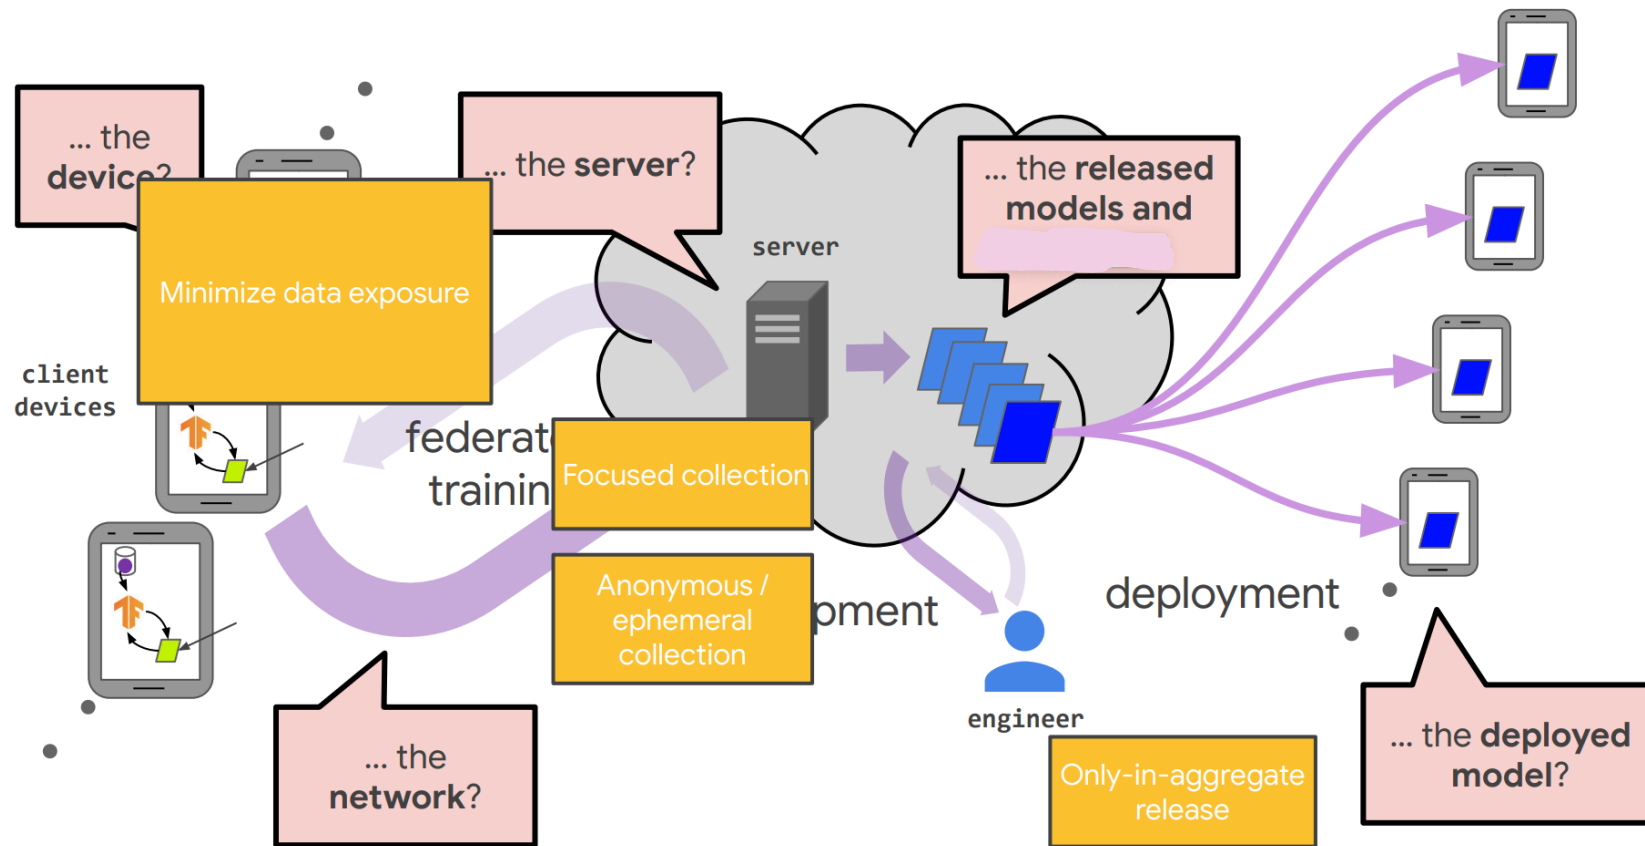 ... the
device?
... the server?
... the released
models and
server
Minimize data exposure
client
devices
federate
trainin
Focused collection
Anonymous /
ephemeral
collection
pment
deployment
engineer
... the
network?
Only-in-aggregate
release
... the deployed
model?